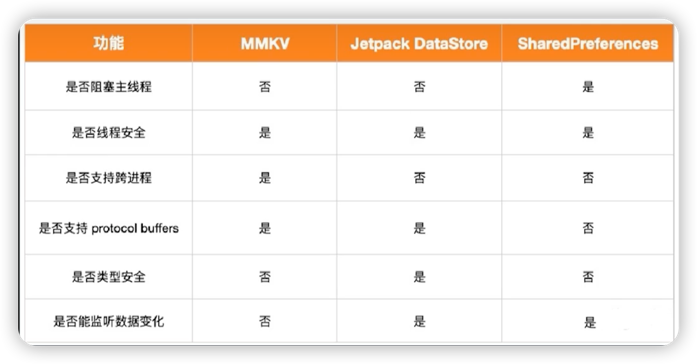 功能 MMKV Jetpack DataStore SharedPreferences
是否阻塞主线程 否 否 是
是否线程安全 是 是 是
是否支持跨进程 是 否 否
是否支持 protocol buffers 是 是 否
是否类型安全 否 是 否
是否能监听数据变化 否 是 是